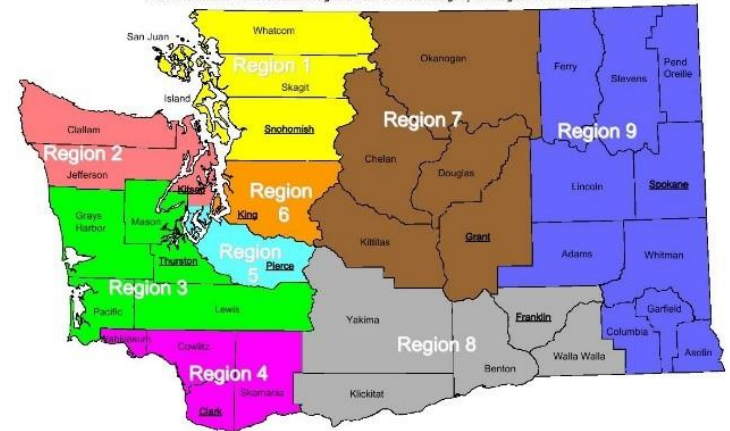 Whatcom
San Juan
Region 1
Skagit
Island
Snohomish
Okanogan
Region 7
Chelan
Douglas
Grant
Kittitas
Ferry
Stevens
Pend
Oreille
Region 9
Lincoln
Spokane
Adams
Whitman
Garfield
Columbia
Asotin
Clallam
Region 2
Jefferson
Kitsap
Region
6
King
Region
5
Pierce
Grays
Harbor
Mason
Thurston
Region 3
Pacific
Lewis
Wahkiakum
Cowlitz
Region 4
Skamania
Clark
Yakima
Region 8
Klickitat
Benton
Franklin
Walla Walla